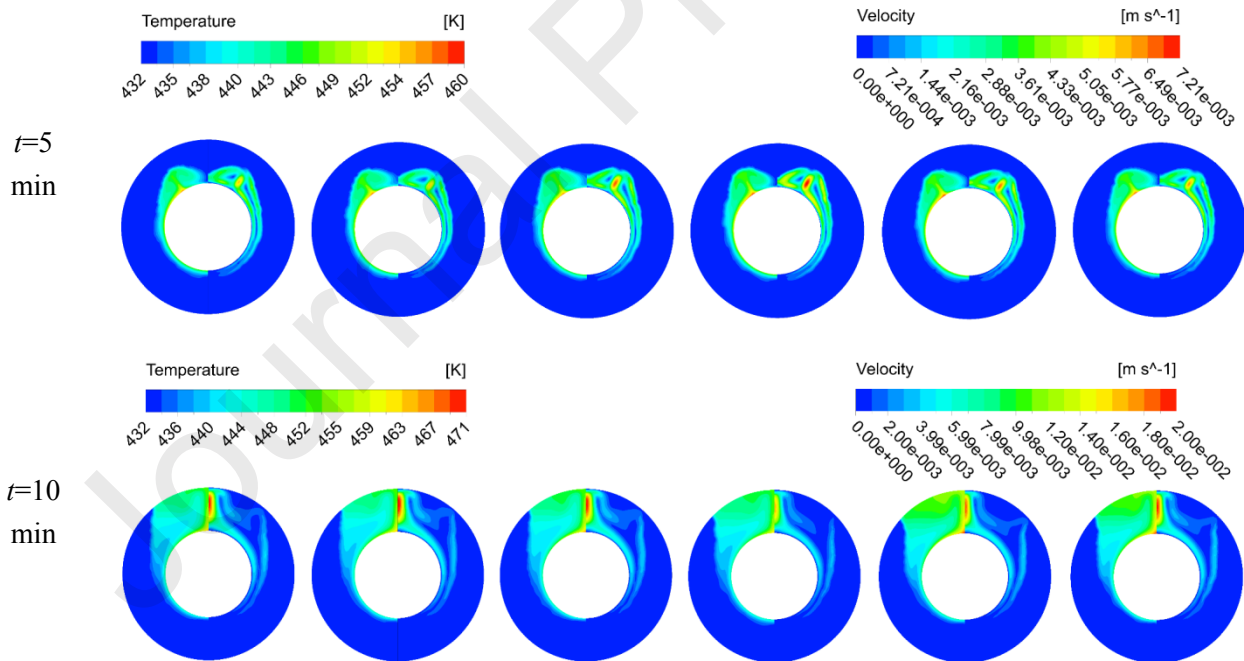 Journal Pr
Temperature [K]
432 435 438 440 443 446 449 452 454 457 460
Velocity [m s^-1]
0.00e+000 7.21e-004 1.44e-003 2.16e-003 2.88e-003 3.61e-003 4.33e-003 5.05e-003 5.77e-003 6.49e-003 7.21e-003
t=5
min
Temperature [K]
432 436 440 444 448 452 455 459 463 467 471
Velocity [m s^-1]
0.00e+000 2.00e-003 3.99e-003 5.99e-003 7.99e-003 9.98e-003 1.20e-002 1.40e-002 1.60e-002 1.80e-002 2.00e-002
t=10
min